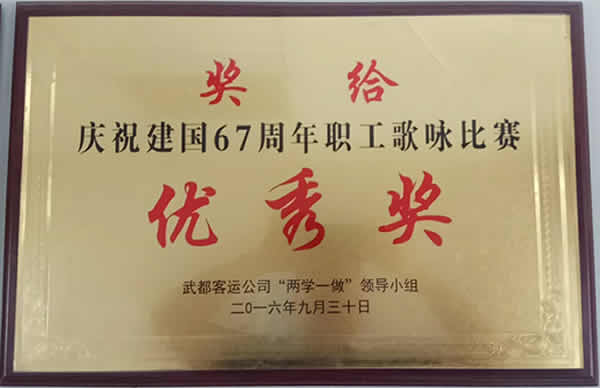 奖给
庆祝建国67周年职工歌咏比赛
优秀奖
武都客运公司“两学一做”领导小组
二0一六年九月三十日